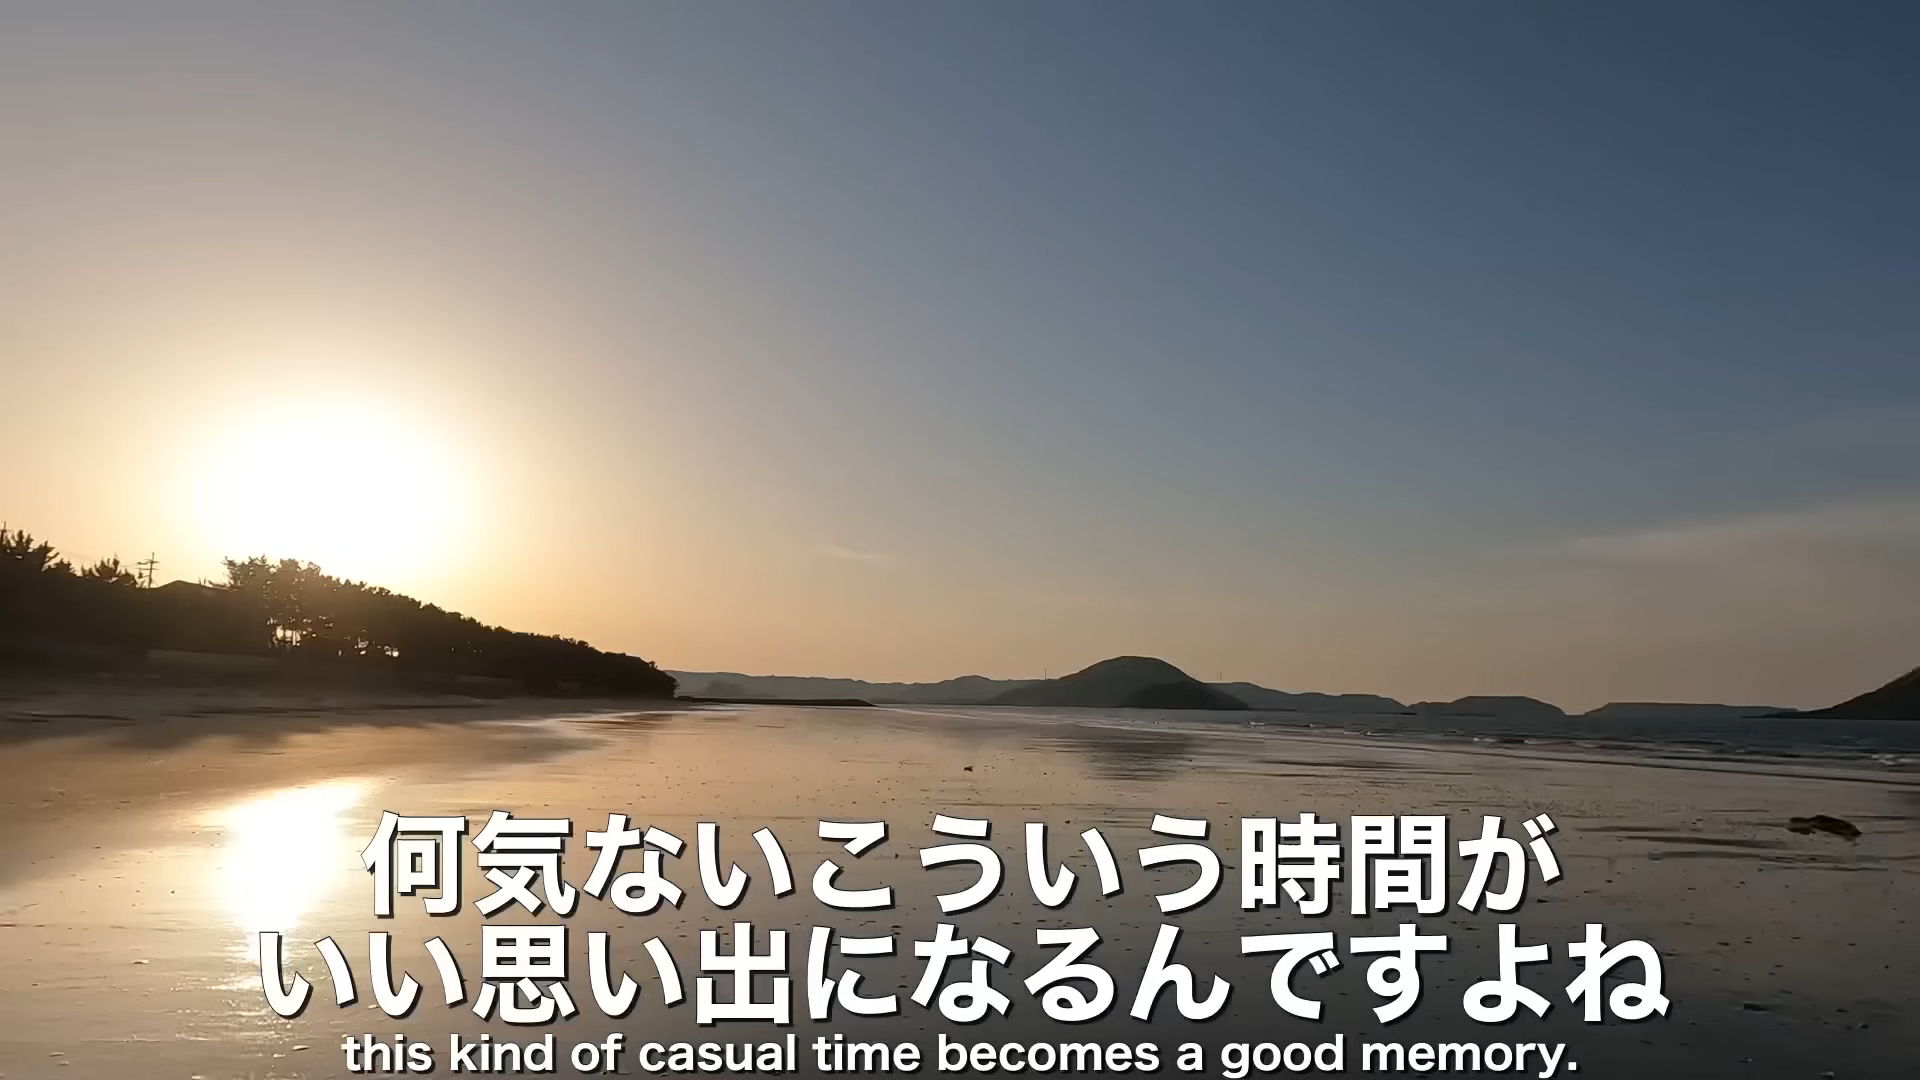 何気ないこういう時間が
いい思い出になるんですよね
this kind of casual time becomes a good memory.